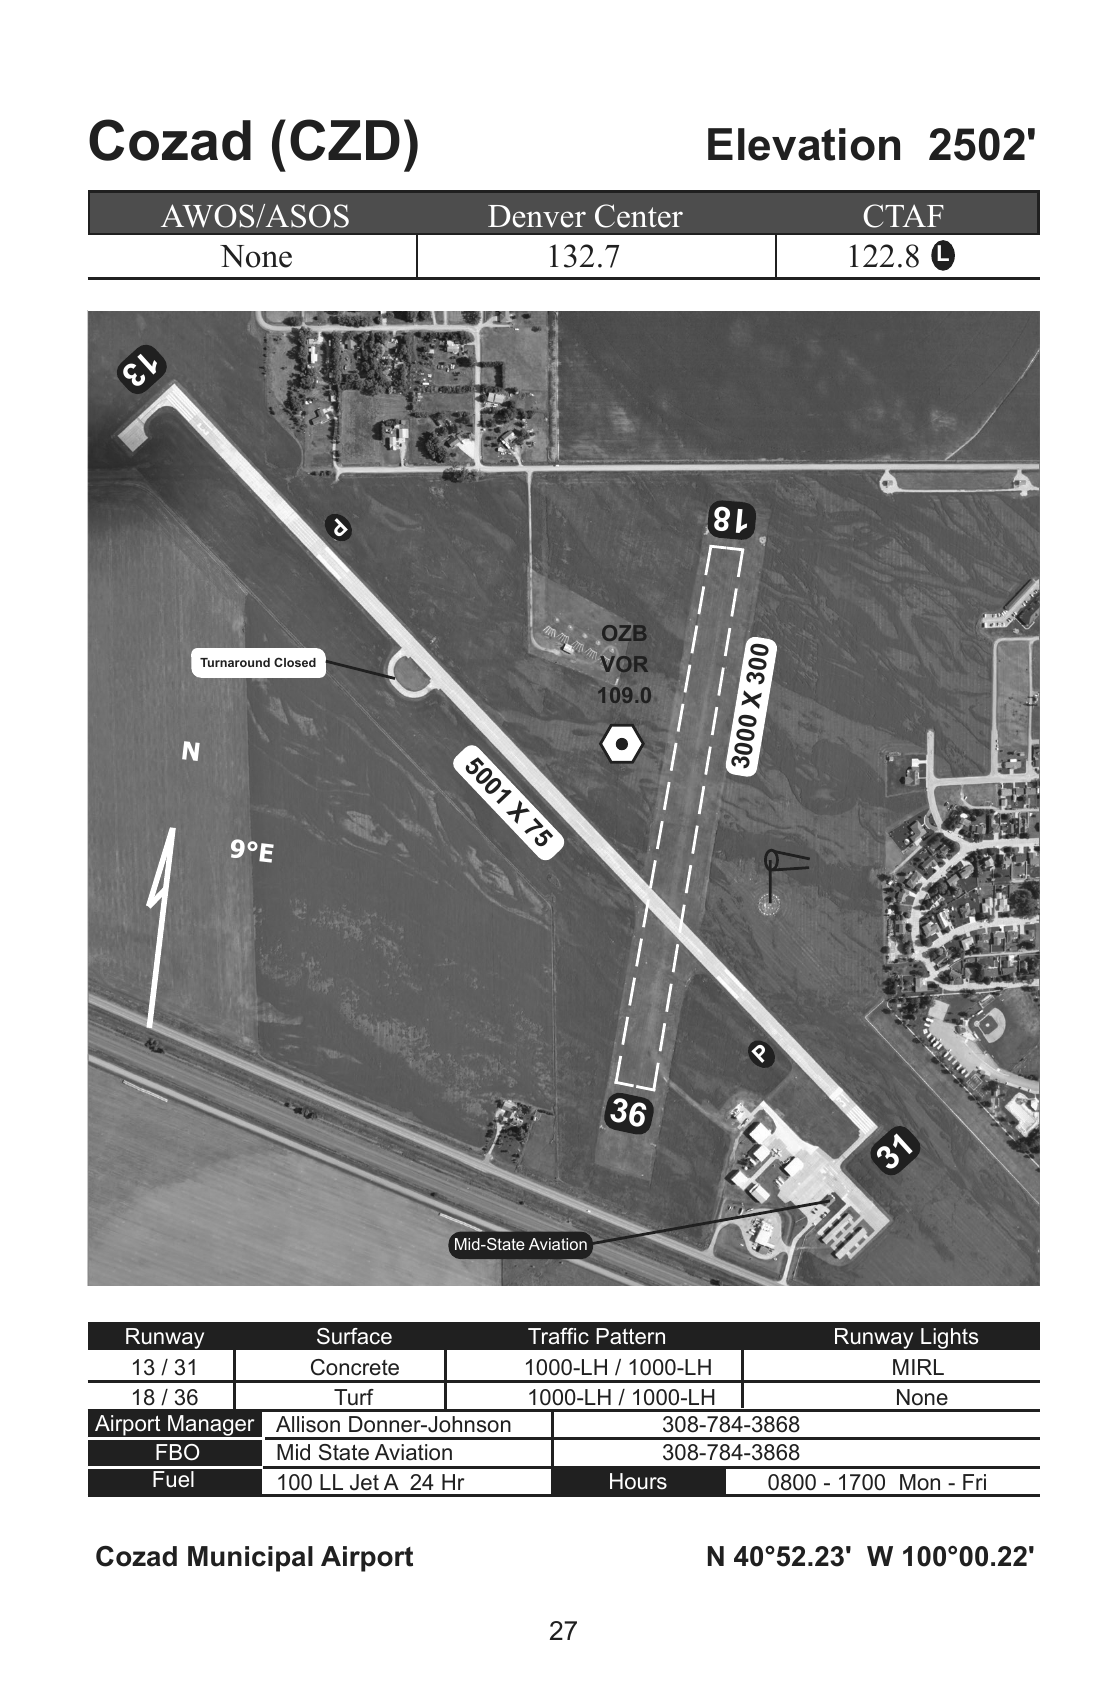 Cozad (CZD) Elevation 2502'
AWOS/ASOS Denver Center CTAF
None 132.7 122.8 L
13
P
18
OZB
VOR
109.0
Turnaround Closed
3000 X 300
N
5001 X 75
9°E
P
36
31
Mid-State Aviation
Runway Surface Traffic Pattern Runway Lights
13 / 31 Concrete 1000-LH / 1000-LH MIRL
18 / 36 Turf 1000-LH / 1000-LH None
Airport Manager Allison Donner-Johnson 308-784-3868
FBO Mid State Aviation 308-784-3868
Fuel 100 LL Jet A 24 Hr Hours 0800 - 1700 Mon - Fri
Cozad Municipal Airport N 40°52.23' W 100°00.22'
27